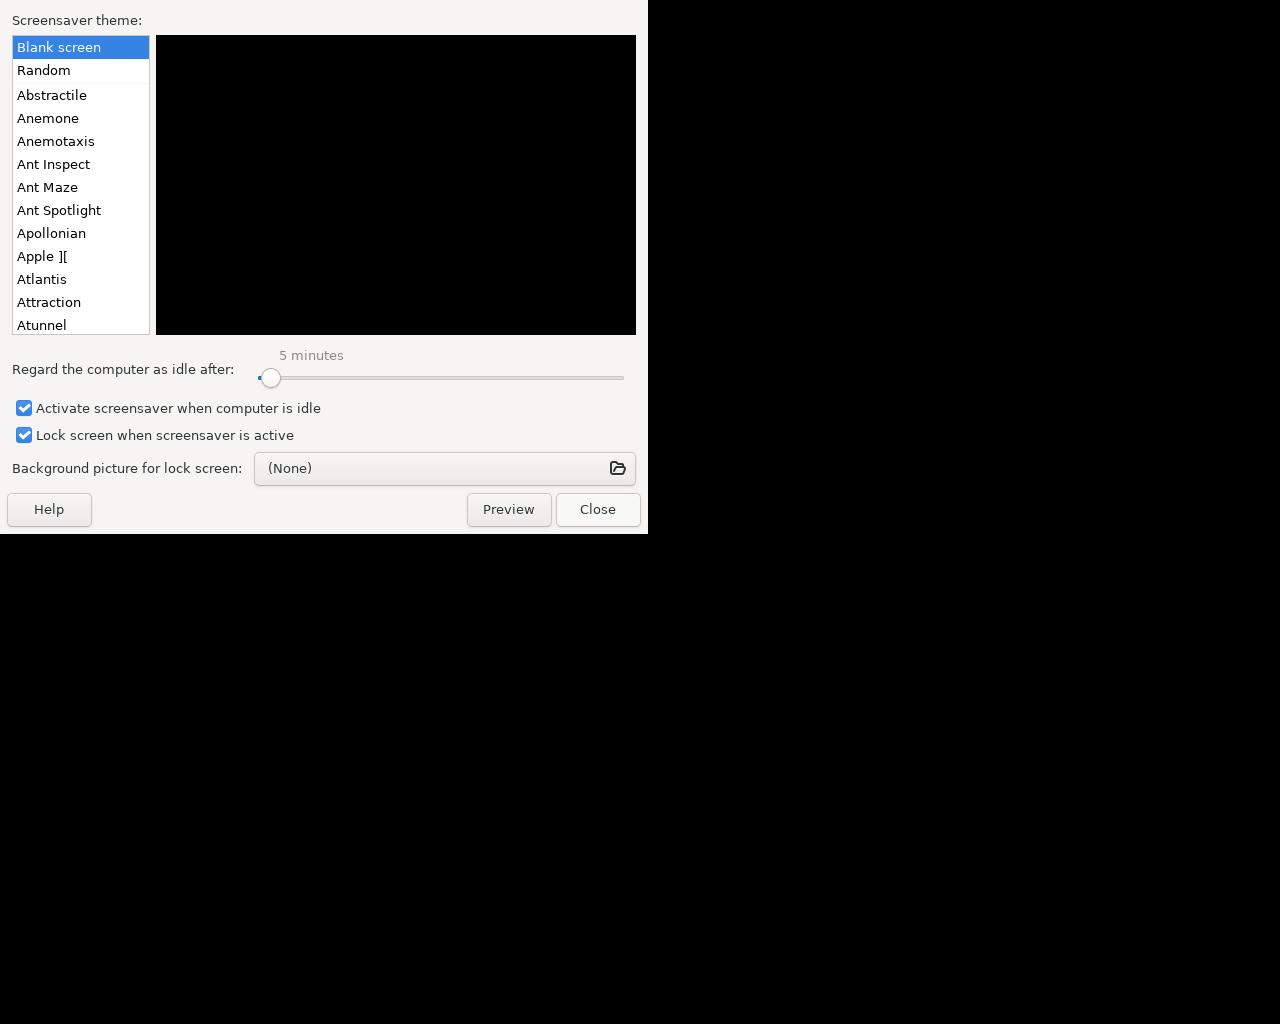 Screensaver theme:
Blank screen
Random
Abstractile
Anemone
Anemotaxis
Ant Inspect
Ant Maze
Ant Spotlight
Apollonian
Apple ][
Atlantis
Attraction
Atunnel
5 minutes
Regard the computer as idle after:
Activate screensaver when computer is idle
Lock screen when screensaver is active
Background picture for lock screen: (None)
Help Preview Close